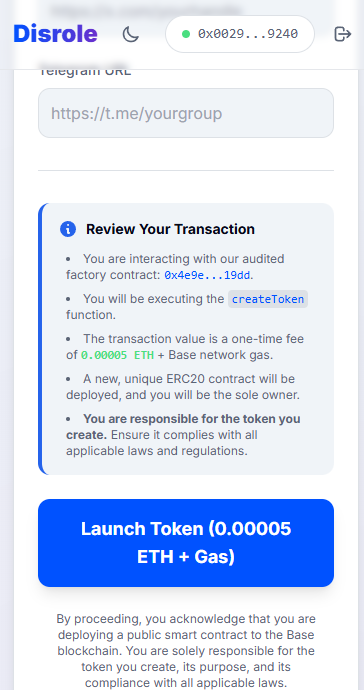 Disrole
0x0029...9240
Telegram URL
https://t.me/yourgroup
Review Your Transaction
• You are interacting with our audited
factory contract: 0x4e9e...19dd.
• You will be executing the createToken
function.
• The transaction value is a one-time fee
of 0.00005 ETH + Base network gas.
• A new, unique ERC20 contract will be
deployed, and you will be the sole owner.
• You are responsible for the token you
create. Ensure it complies with all
applicable laws and regulations.
Launch Token (0.00005
ETH + Gas)
By proceeding, you acknowledge that you are
deploying a public smart contract to the Base
blockchain. You are solely responsible for the
token you create, its purpose, and its
compliance with all applicable laws.